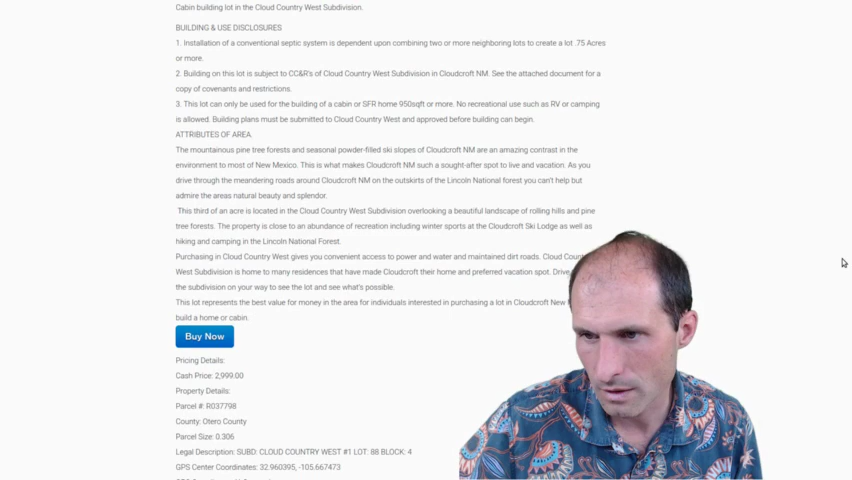 Cabin building lot in the Cloud Country West Subdivision.
BUILDING & USE DISCLOSURES
1. Installation of a conventional septic system is dependent upon combining two or more neighboring lots to create a lot .75 Acres
or more.
2. Building on this lot is subject to CC&R's of Cloud Country West Subdivision in Cloudcroft NM. See the attached document for a
copy of covenants and restrictions.
3. This lot can only be used for the building of a cabin or SFR home 950sqft or more. No recreational use such as RV or camping
is allowed. Building plans must be submitted to Cloud Country West and approved before building can begin.
ATTRIBUTES OF AREA.
The mountainous pine tree forests and seasonal powder-filled ski slopes of Cloudcroft NM are an amazing contrast in the
environment to most of New Mexico. This is what makes Cloudcroft NM such a sought-after spot to live and vacation. As you
drive through the meandering roads around Cloudcroft NM on the outskirts of the Lincoln National forest you can't help but
admire the areas natural beauty and splendor.
This third of an acre is located in the Cloud Country West Subdivision overlooking a beautiful landscape of rolling hills and pine
tree forests. The property is close to an abundance of recreation including winter sports at the Cloudcroft Ski Lodge as well as
hiking and camping in the Lincoln National Forest.
Purchasing in Cloud Country West gives you convenient access to power and water and maintained dirt roads. Cloud
West Subdivision is home to many residences that have made Cloudcroft their home and preferred vacation spot. Drive
the subdivision on your way to see the lot and see what's possible.
This lot represents the best value for money in the area for individuals interested in purchasing a lot in Cloudcroft New
build a home or cabin.
Buy Now
Pricing Details:
Cash Price: 2,999.00
Property Details:
Parcel #: R037798
County: Otero County
Parcel Size: 0.306
Legal Description: SUBD: CLOUD COUNTRY WEST #1 LOT: 88 BLOCK: 4
GPS Center Coordinates: 32.960395, -105.667473